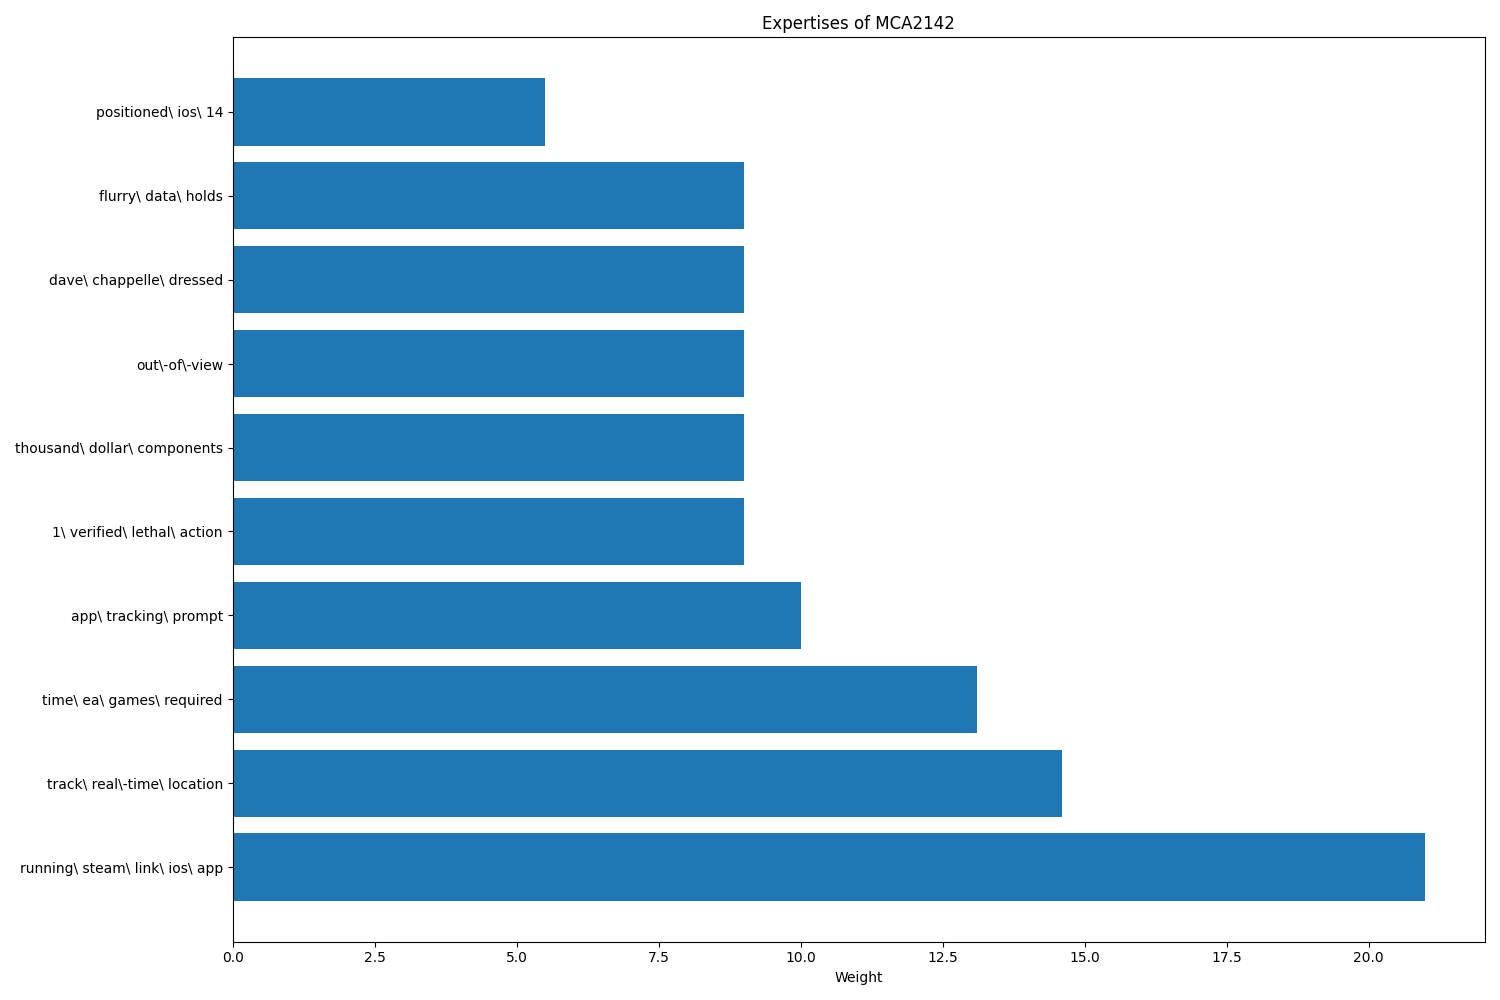 Expertises of MCA2142
positioned\ ios\ 14
flurry\ data\ holds
dave\ chappelle\ dressed
out\-of\-view
thousand\ dollar\ components
1\ verified\ lethal\ action
app\ tracking\ prompt
time\ ea\ games\ required
track\ real\-time\ location
running\ steam\ link\ ios\ app
0.0 2.5 5.0 7.5 10.0 12.5 15.0 17.5 20.0
Weight